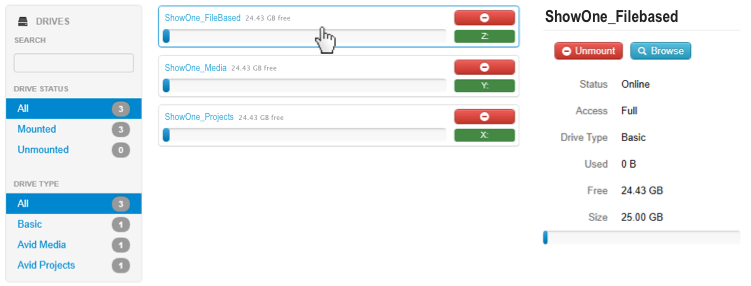 DRIVES
SEARCH
DRIVE STATUS
All 3
Mounted 3
Unmounted 0
DRIVE TYPE
All 3
Basic 1
Avid Media 1
Avid Projects 1
ShowOne_FileBased 24.43 GB free
Z:
ShowOne_Media 24.43 GB free
Y:
ShowOne_Projects 24.43 GB free
X:
ShowOne_Filebased
Unmount Browse
Status Online
Access Full
Drive Type Basic
Used 0 B
Free 24.43 GB
Size 25.00 GB